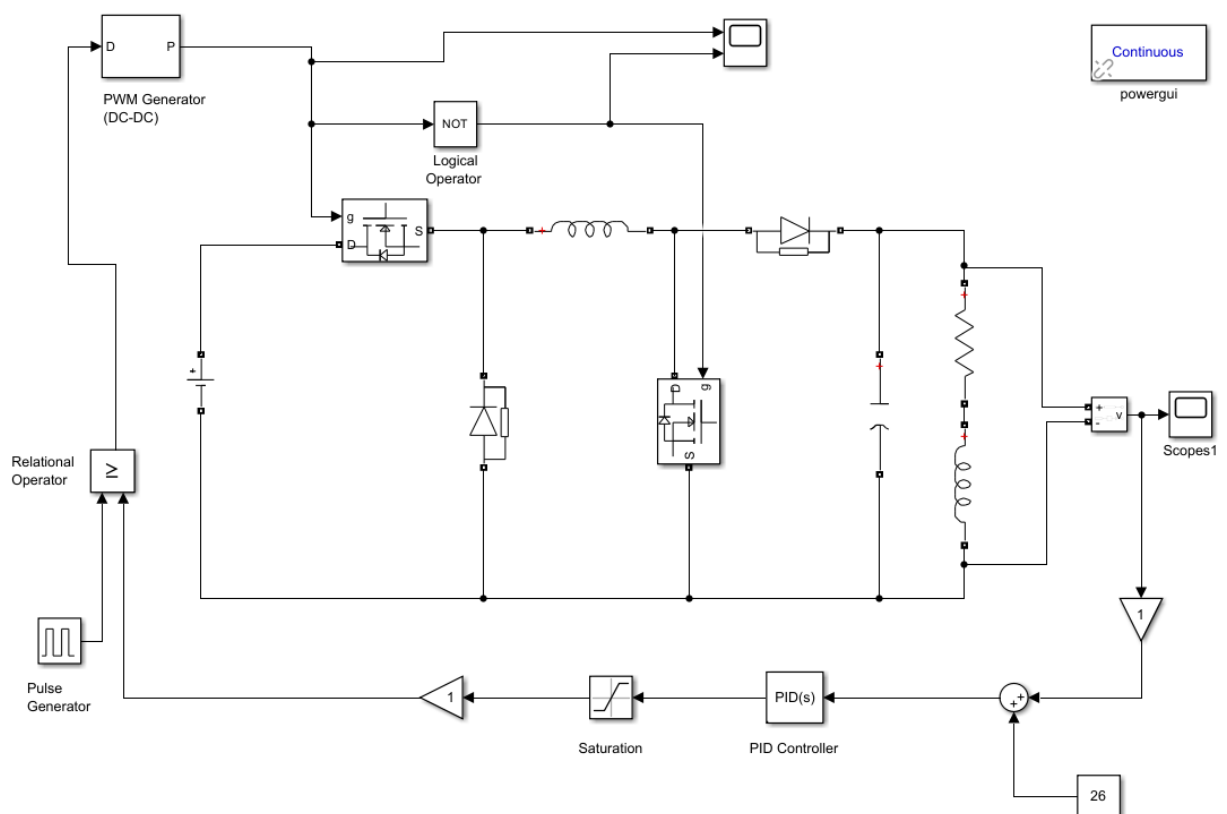 D
P
PWM Generator
(DC-DC)
Continuous
powergui
NOT
Logical
Operator
g
D
S
+
+
D
g
S
+
+
+
+
-
v
Scopes1
Relational
Operator
≥
1
Pulse
Generator
1
Saturation
PID(s)
PID Controller
+
+
26